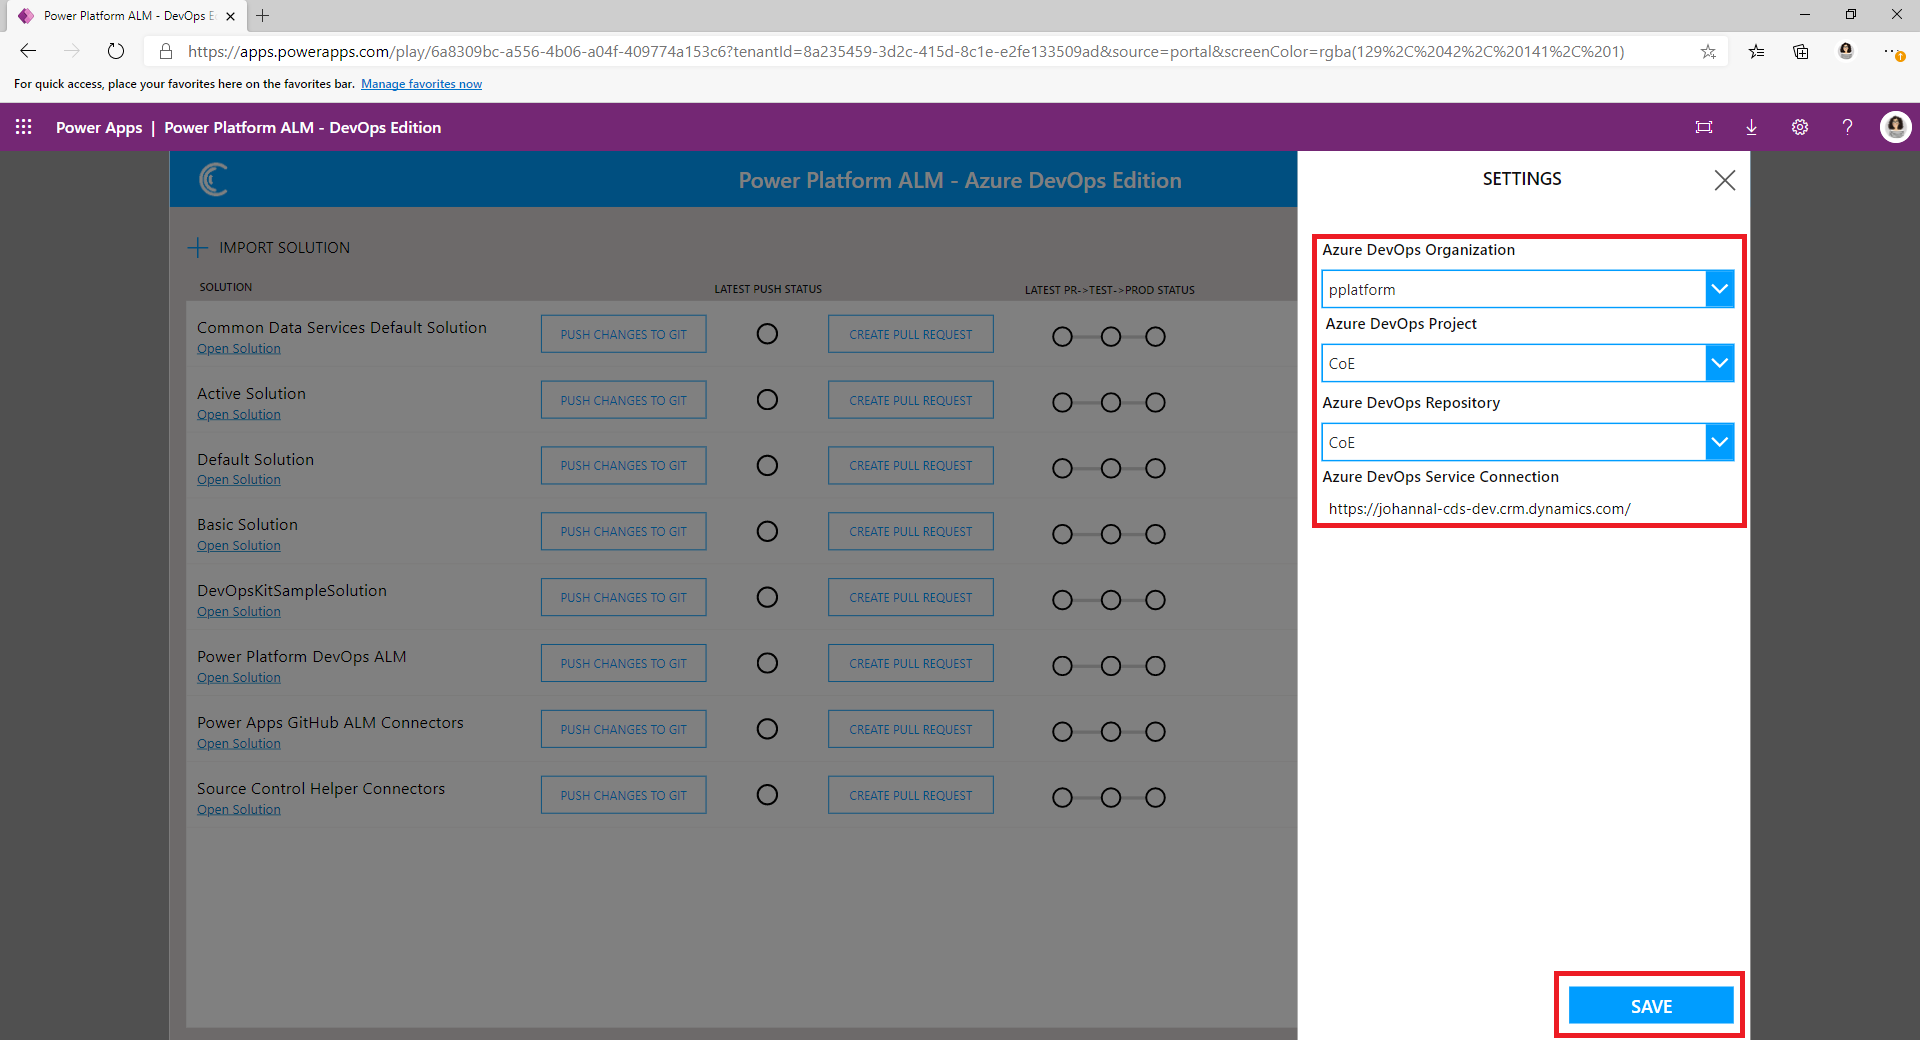 Power Platform ALM - DevOps E
https://apps.powerapps.com/play/6a8309bc-a556-4b06-a04f-409774a153c6?tenantId=8a235459-3d2c-415d-8c1e-e2fe133509ad&source=portal&screenColor=rgba(129%2C%2042%2C%20141%2C%201)
For quick access, place your favorites here on the favorites bar. Manage favorites now
Power Apps | Power Platform ALM - DevOps Edition
Power Platform ALM - Azure DevOps Edition
IMPORT SOLUTION
SOLUTION LATEST PUSH STATUS LATEST PR->TEST->PROD STATUS
Common Data Services Default Solution PUSH CHANGES TO GIT CREATE PULL REQUEST
Open Solution
Active Solution PUSH CHANGES TO GIT CREATE PULL REQUEST
Open Solution
Default Solution PUSH CHANGES TO GIT CREATE PULL REQUEST
Open Solution
Basic Solution PUSH CHANGES TO GIT CREATE PULL REQUEST
Open Solution
DevOpsKitSampleSolution PUSH CHANGES TO GIT CREATE PULL REQUEST
Open Solution
Power Platform DevOps ALM PUSH CHANGES TO GIT CREATE PULL REQUEST
Open Solution
Power Apps GitHub ALM Connectors PUSH CHANGES TO GIT CREATE PULL REQUEST
Open Solution
Source Control Helper Connectors PUSH CHANGES TO GIT CREATE PULL REQUEST
Open Solution
SETTINGS
Azure DevOps Organization
pplatform
Azure DevOps Project
CoE
Azure DevOps Repository
CoE
Azure DevOps Service Connection
https://johannal-cds-dev.crm.dynamics.com/
SAVE